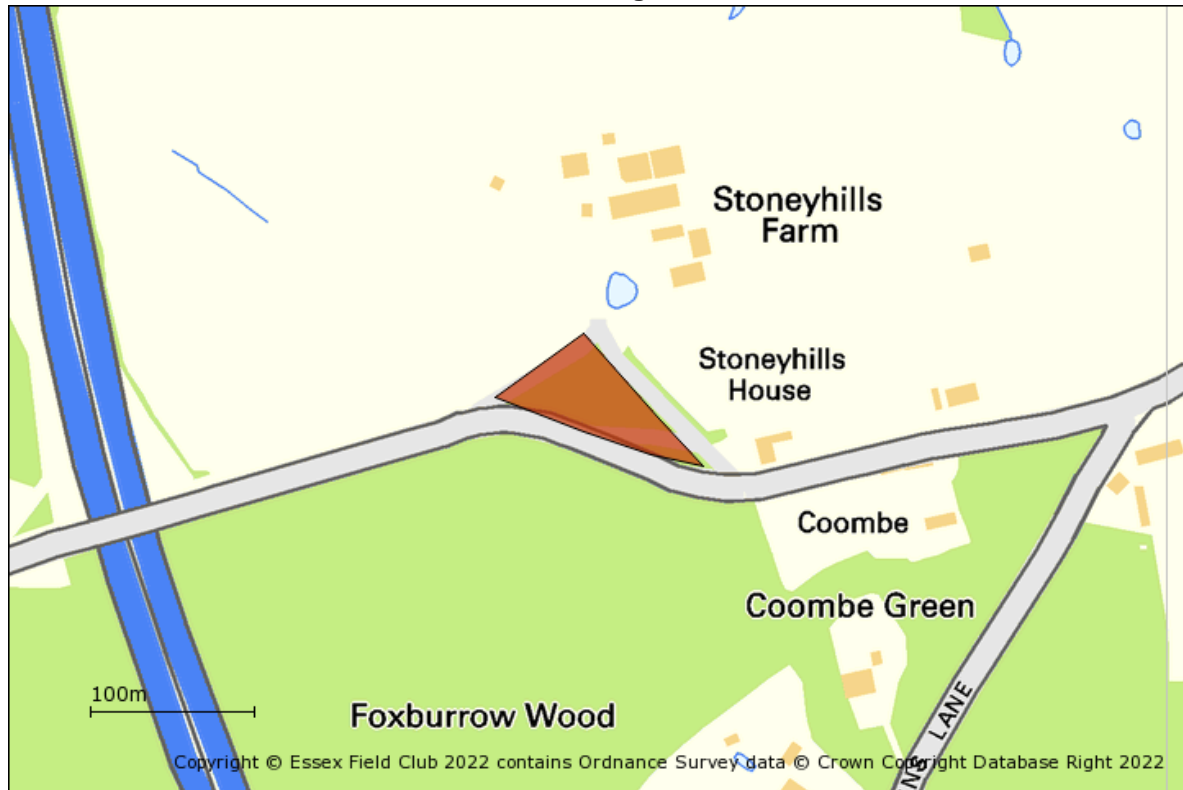 Stoneyhills
Farm
Stoneyhills
House
Coombe
Coombe Green
100m
Foxburrow Wood
LANE
Copyright © Essex Field Club 2022 contains Ordnance Survey data © Crown Copyright Database Right 2022